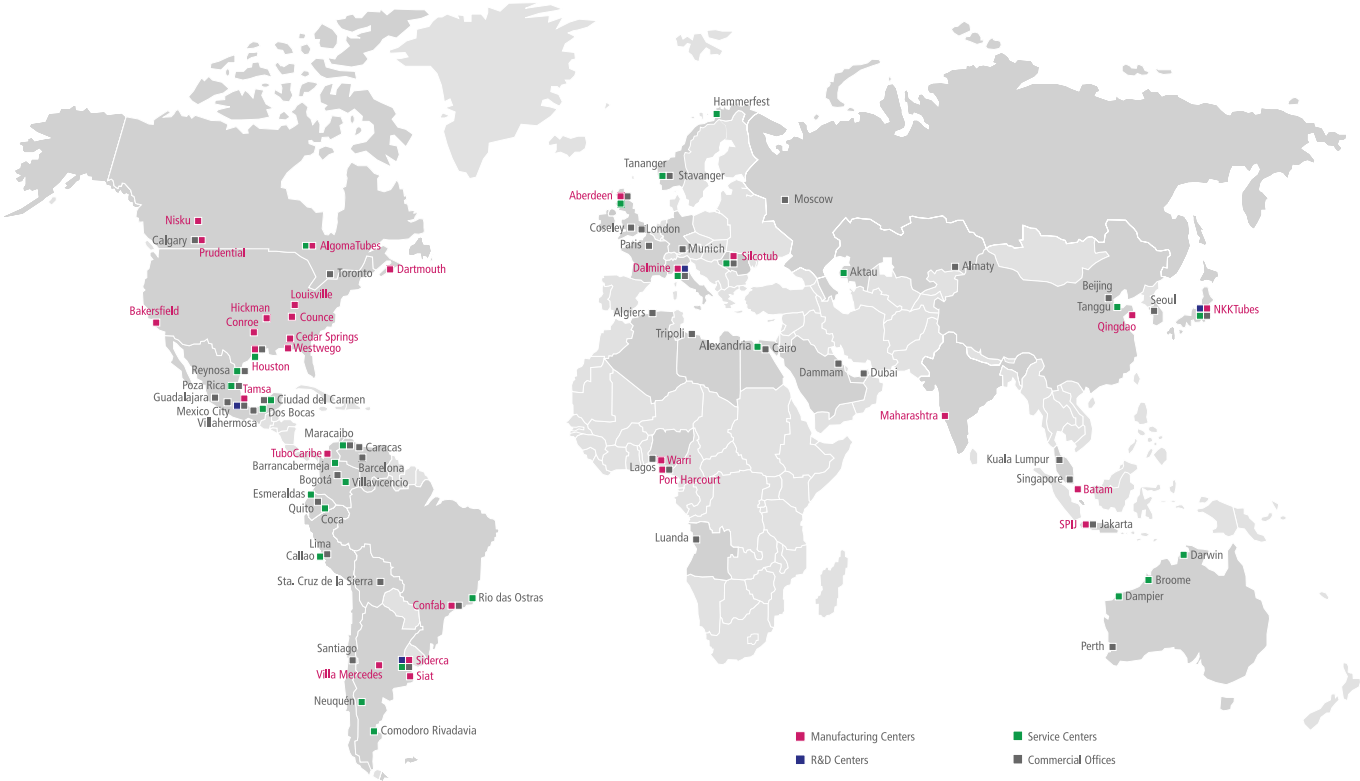 Hammerfest
Tananger
Stavanger
Aberdeen
Moscow
Nisku
Coseley
London
Calgary
Prudential
AlgomaTubes
Paris
Munich
Silcotub
Toronto
Dartmouth
Dalmine
Aktau
Almaty
Beijing
Louisville
Tanggu
Seoul
Hickman
Bakersfield
NKKTubes
Conroe
Counce
Algiers
Qingdao
Cedar Springs
Tripoli
Westwego
Alexandria
Cairo
Houston
Reynosa
Dammam
Dubai
Poza Rica
Tamsa
Guadalajara
Ciudad del Carmen
Mexico City
Dos Bocas
Maharashtra
Villahermosa
Maracaibo
Caracas
TuboCaribe
Warri
Kuala Lumpur
Barrancabermeja
Barcelona
Lagos
Bogotá
Villavicencio
Port Harcourt
Singapore
Esmeraldas
Batam
Quito
Coca
SPIJ
Jakarta
Luanda
Lima
Callao
Darwin
Sta. Cruz de la Sierra
Broome
Dampier
Confab
Rio das Ostras
Santiago
Perth
Siderca
Villa Mercedes
Siat
Neuquén
Comodoro Rivadavia
Manufacturing Centers
Service Centers
R&D Centers
Commercial Offices